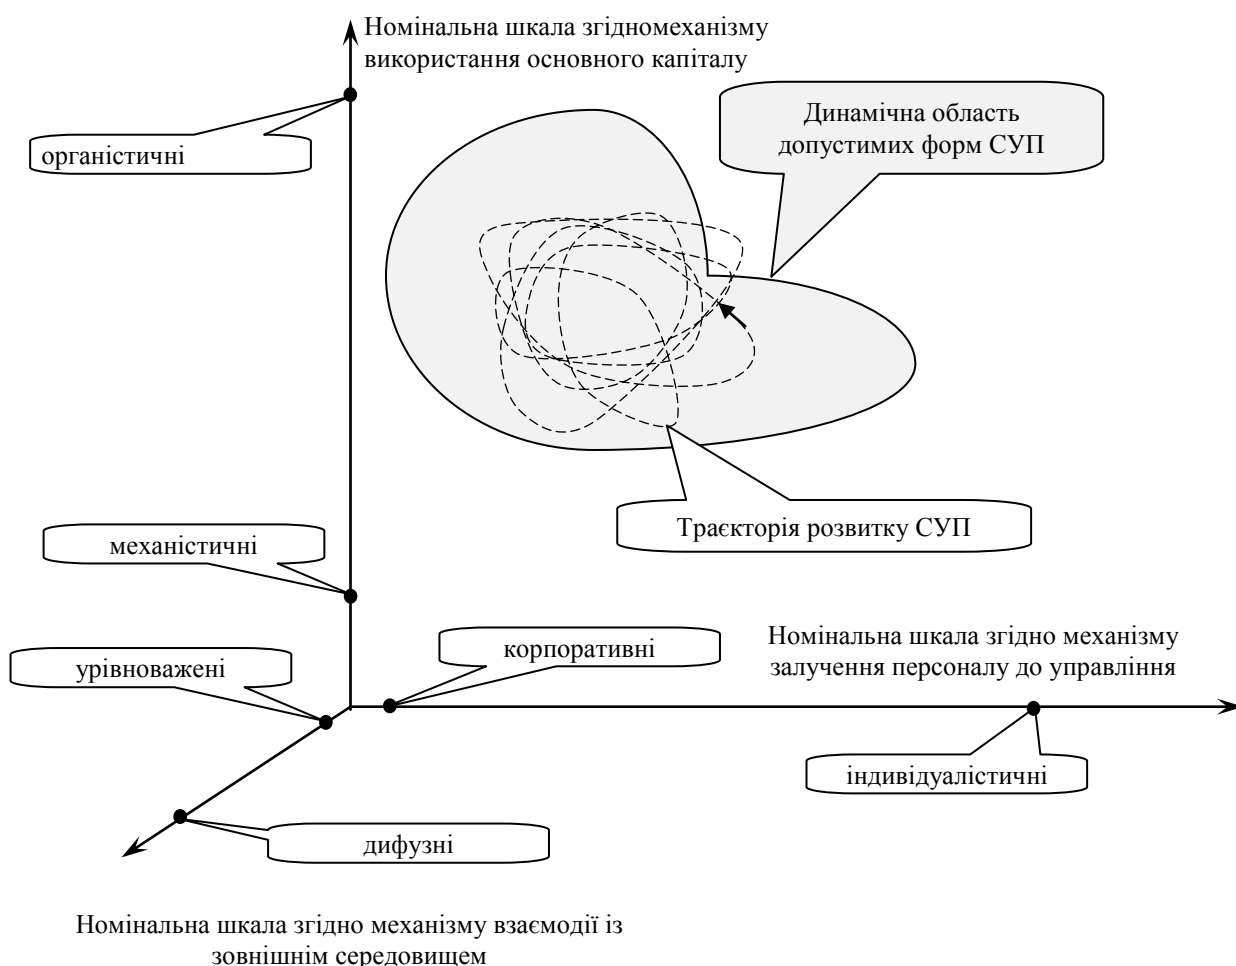 Номінальна шкала згідномеханізму
використання основного капіталу
Динамічна область
допустимих форм СУП
органістичні
Траєкторія розвитку СУП
механістичні
Номінальна шкала згідно механізму
залучення персоналу до управління
корпоративні
урівноважені
індивідуалістичні
дифузні
Номінальна шкала згідно механізму взаємодії із
зовнішнім середовищем